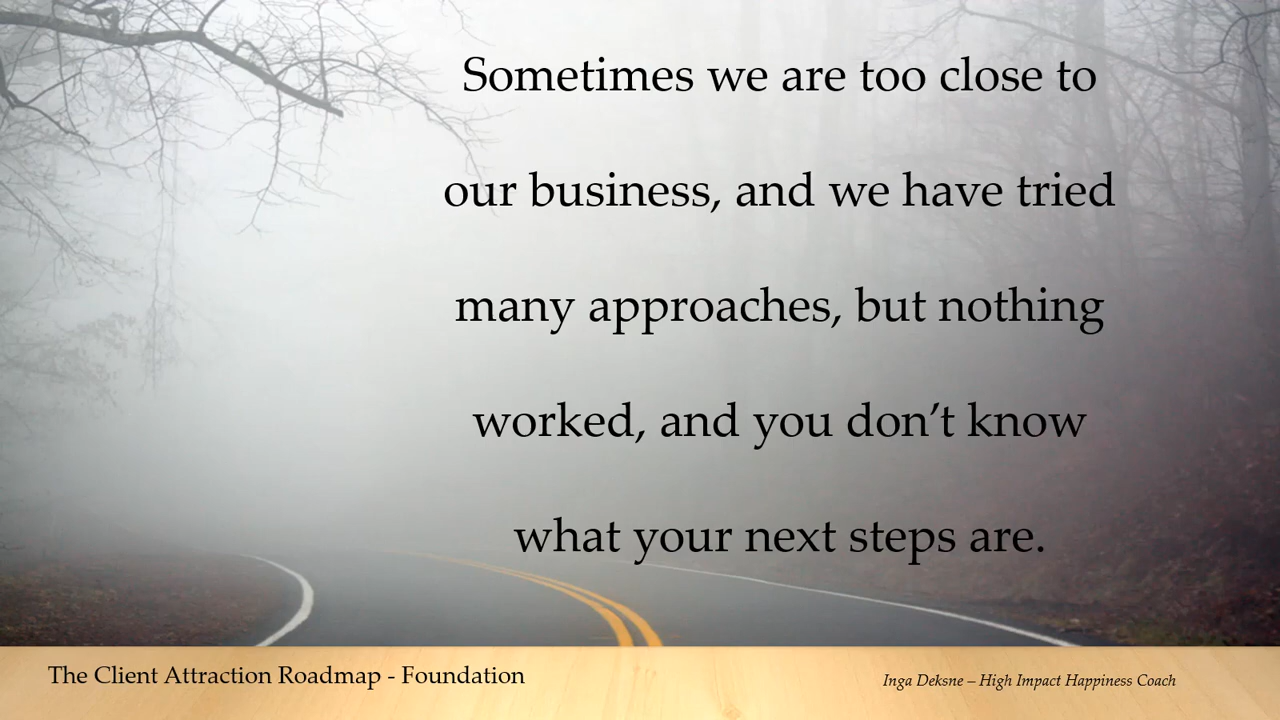 Sometimes we are too close to
our business, and we have tried
many approaches, but nothing
worked, and you don’t know
what your next steps are.
The Client Attraction Roadmap - Foundation
Inga Deksne – High Impact Happiness Coach